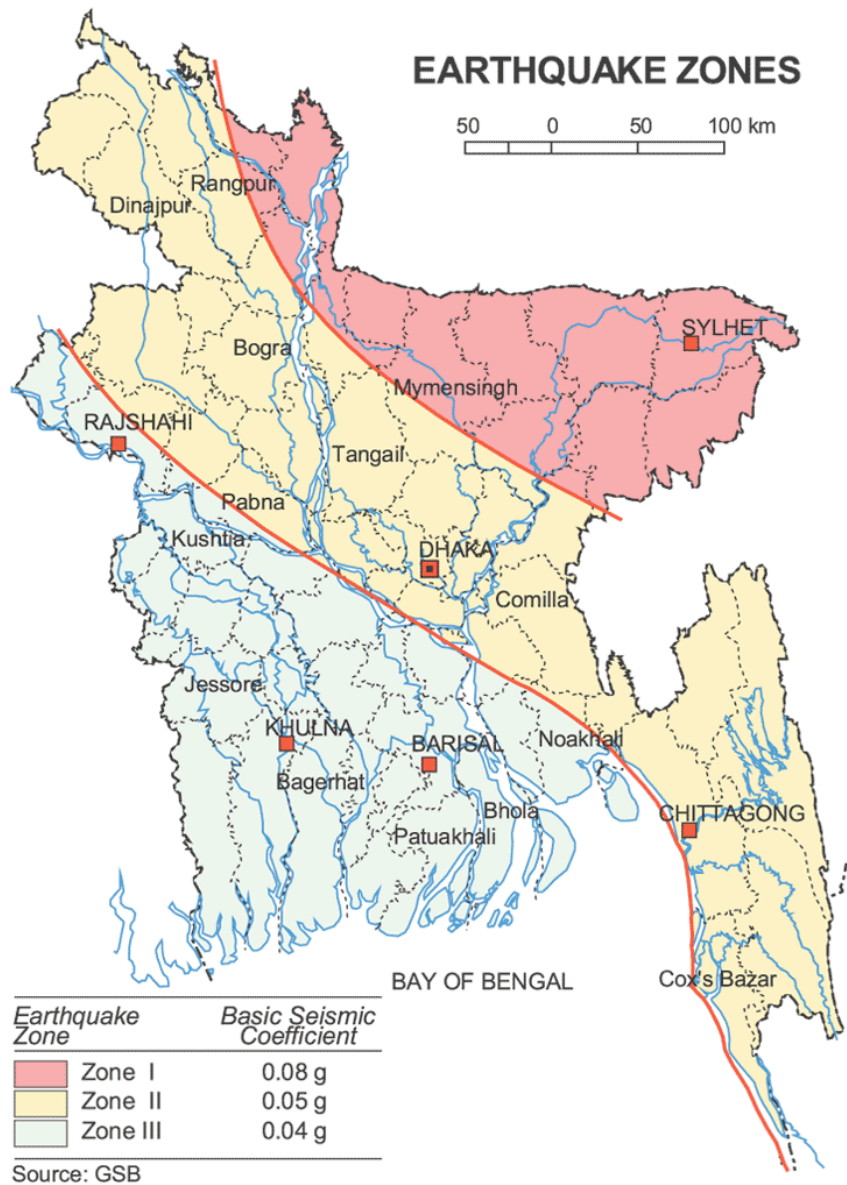 EARTHQUAKE ZONES
50 0 50 100 km
Rangpur
Dinajpur
SYLHET
Bogra
Mymensingh
RAJSHAHI
Tangail
Pabna
Kushtia
DHAKA
Comilla
Jessore
KHULNA
BARISAL
Noakhali
Bagerhat
Bhola
CHITTAGONG
Patuakhali
BAY OF BENGAL
Cox's Bazar
Earthquake Zone
Basic Seismic Coefficient
Zone I 0.08 g
Zone II 0.05 g
Zone III 0.04 g
Source: GSB